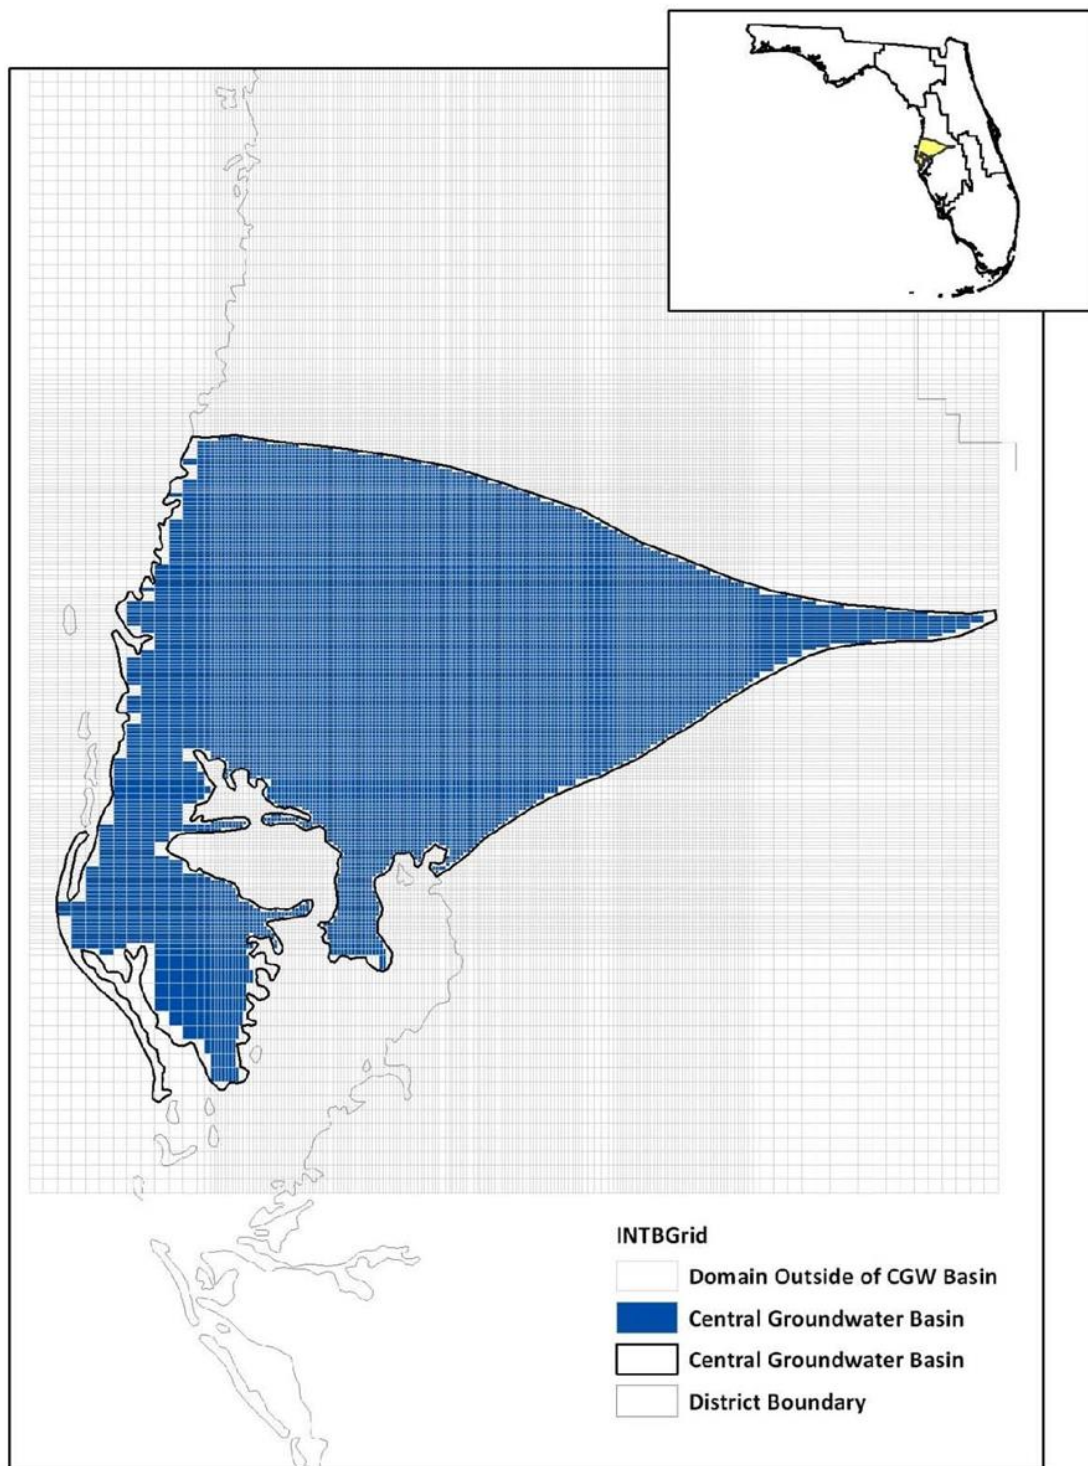 INTBGrid
Domain Outside of CGW Basin
Central Groundwater Basin
Central Groundwater Basin
District Boundary